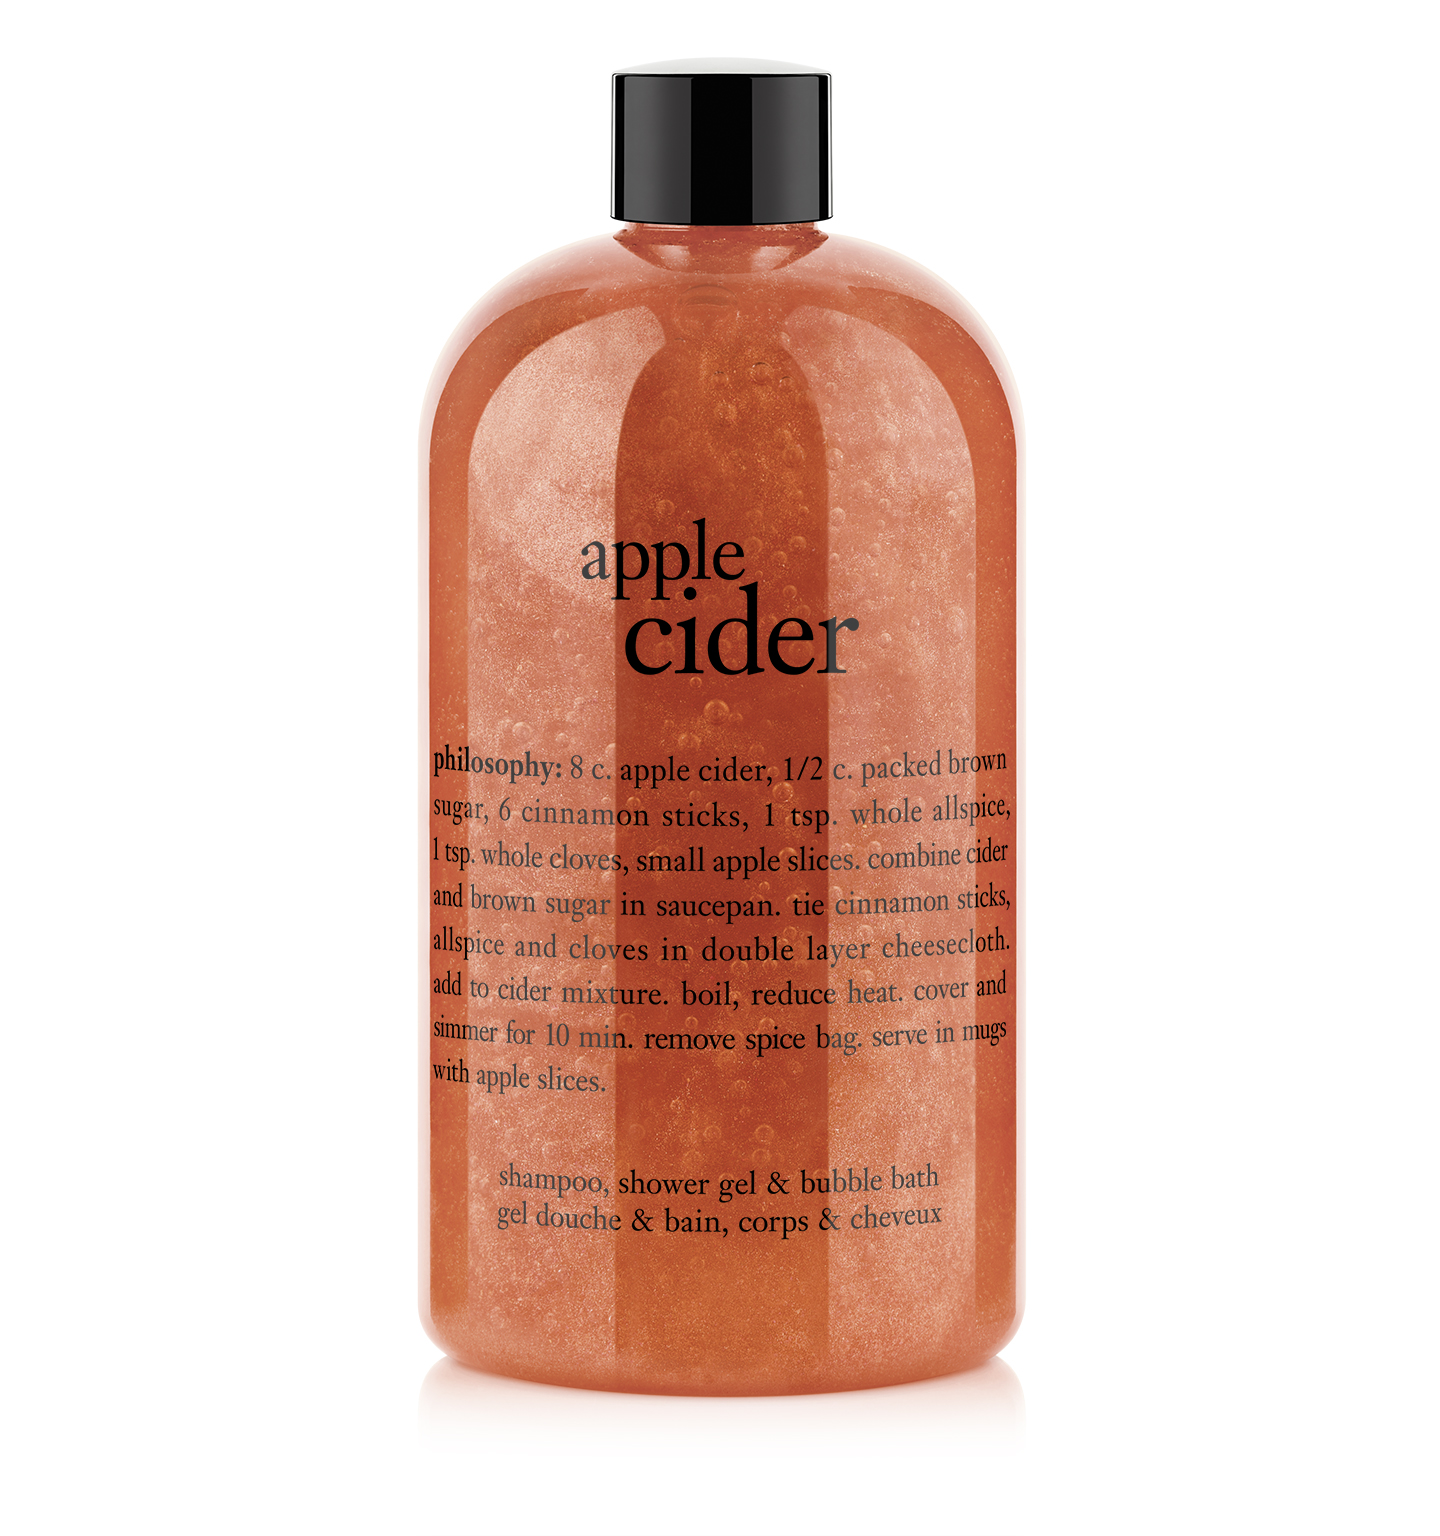 apple
cider
philosophy: 8 c. apple cider, 1/2 c. packed brown
sugar, 6 cinnamon sticks, 1 tsp. whole allspice,
1 tsp. whole cloves, small apple slices. combine cider
and brown sugar in saucepan. tie cinnamon sticks,
allspice and cloves in double layer cheesecloth.
add to cider mixture. boil, reduce heat. cover and
simmer for 10 min. remove spice bag. serve in mugs
with apple slices.
shampoo, shower gel & bubble bath
gel douche & bain, corps & cheveux